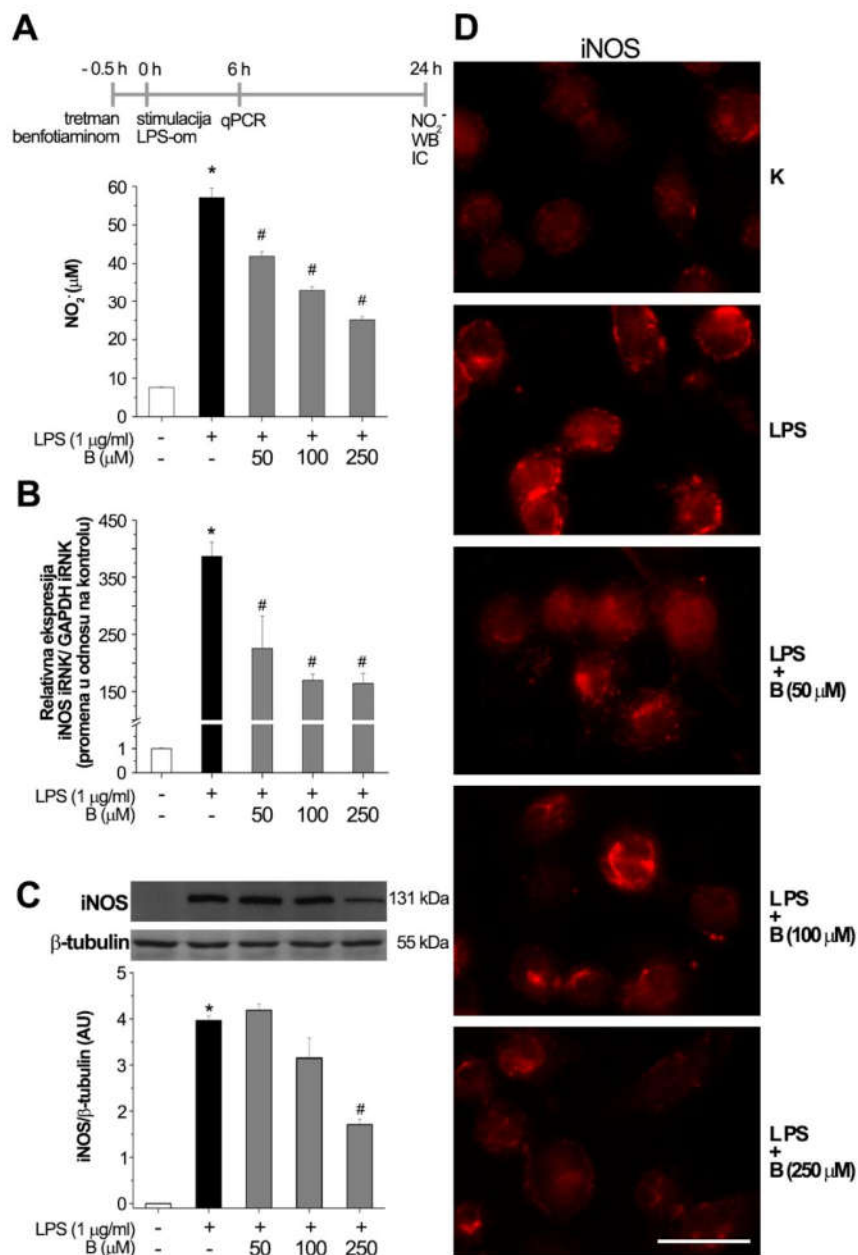 A
- 0.5 h 0 h 6 h 24 h
tretman stimulacija qPCR NO₂⁻
benfotiaminom LPS-om WB
IC
NO₂⁻ (μM)
60
50
40
30
20
10
0
*
#
#
#
LPS (1 μg/ml) - + + + +
B (μM) - - 50 100 250
B
Relativna ekspresija
iNOS iRNK/ GAPDH iRNK
(promena u odnosu na kontrolu)
450
350
250
150
1
0
*
#
#
#
LPS (1 μg/ml) - + + + +
B (μM) - - 50 100 250
C
iNOS 131 kDa
β-tubulin 55 kDa
iNOS/β-tubulin (AU)
5
4
3
2
1
0
*
#
LPS (1 μg/ml) - + + + +
B (μM) - - 50 100 250
D
iNOS
K
LPS
LPS
+
B (50 μM)
LPS
+
B (100 μM)
LPS
+
B (250 μM)